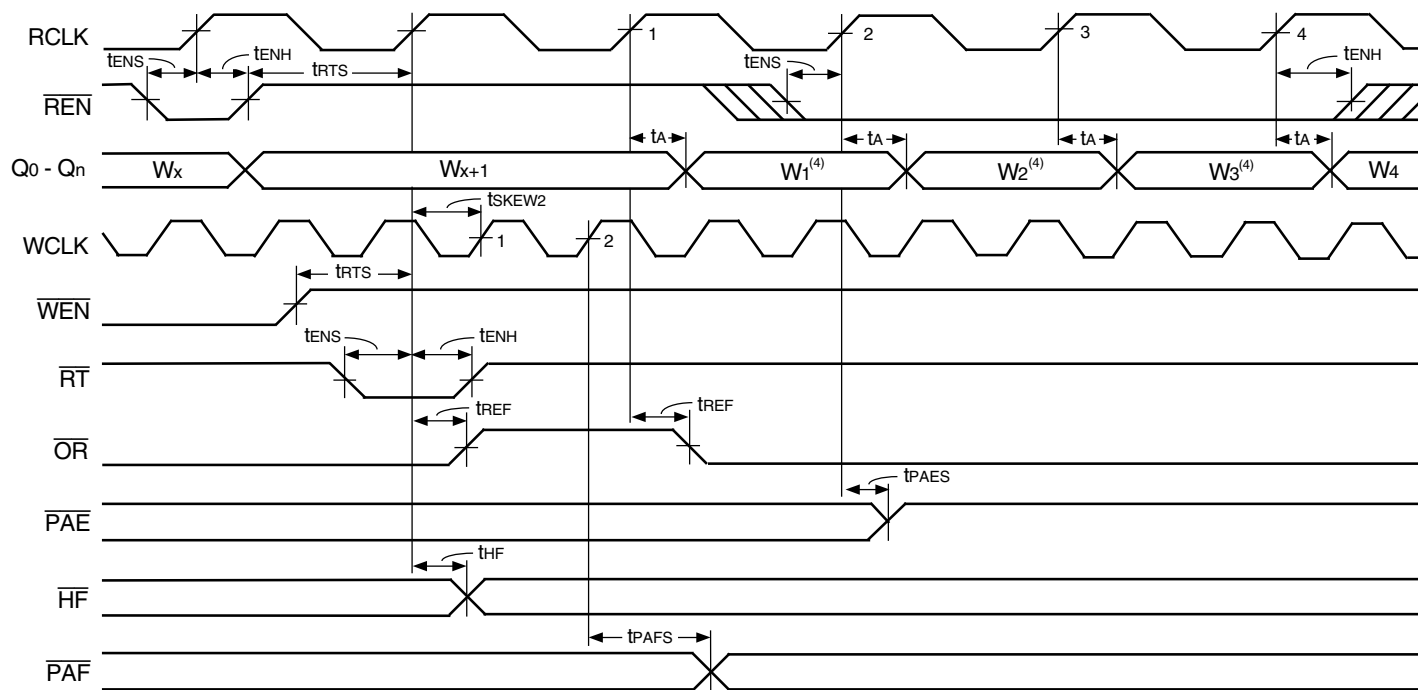 RCLK 1 2 3 4
tENS tENH tRTS tENS tENH
REN
tA tA tA tA
Q0 - Qn Wx Wx+1 W1(4) W2(4) W3(4) W4
tSKEW2
WCLK 1 2
tRTS
WEN
tENS tENH
RT
tREF tREF
OR
tPAES
PAE
tHF
HF
tPAFS
PAF